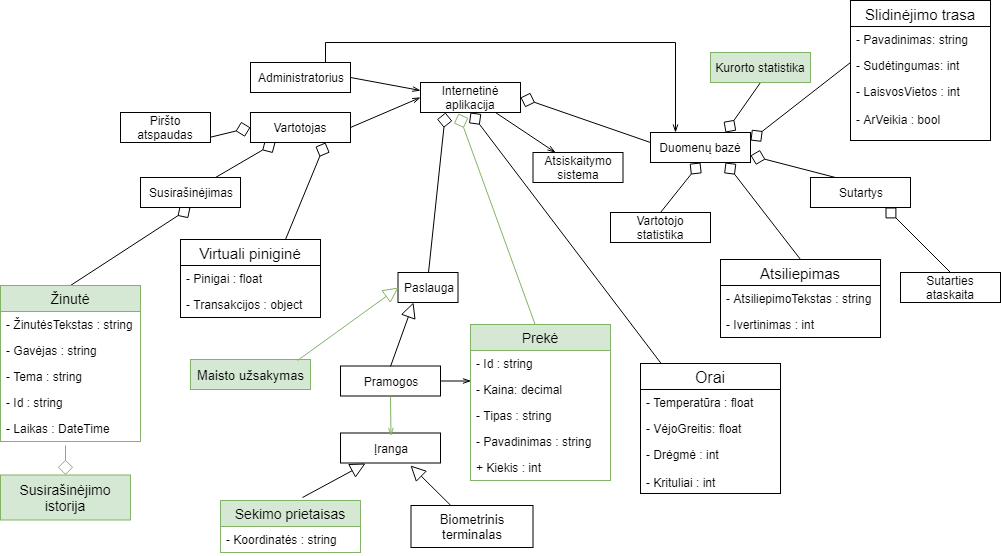 Slidinėjimo trasa
- Pavadinimas: string
- Sudėtingumas: int
- LaisvosVietos : int
- ArVeikia : bool
Kurorto statistika
Administratorius
Internetinė
aplikacija
Piršto
atspaudas
Vartotojas
Atsiskaitymo
sistema
Duomenų bazė
Susirašinėjimas
Sutartys
Vartotojo
statistika
Virtuali piniginė
- Pinigai : float
- Transakcijos : object
Paslauga
Atsiliepimas
- AtsiliepimoTekstas : string
- Ivertinimas : int
Sutarties
ataskaita
Žinutė
- ŽinutėsTekstas : string
- Gavėjas : string
- Tema : string
- Id : string
- Laikas : DateTime
Maisto užsakymas
Pramogos
Prekė
- Id : string
- Kaina: decimal
- Tipas : string
- Pavadinimas : string
+ Kiekis : int
Orai
- Temperatūra : float
- VėjoGreitis: float
- Drėgmė : int
- Krituliai : int
Įranga
Susirašinėjimo
istorija
Sekimo prietaisas
- Koordinatės : string
Biometrinis
terminalas